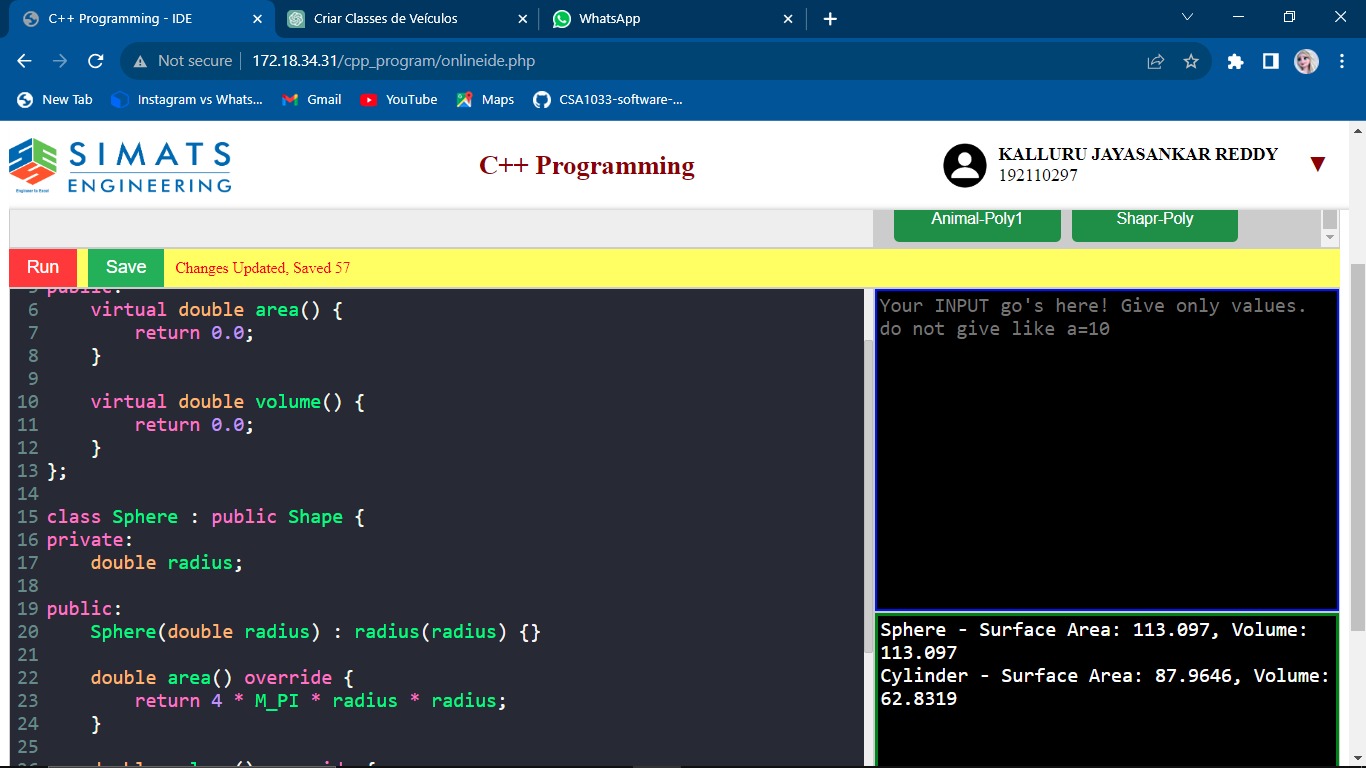 C++ Programming - IDE
Criar Classes de Veículos
WhatsApp
Not secure
172.18.34.31/cpp_program/onlineide.php
New Tab
Instagram vs Whats...
Gmail
YouTube
Maps
CSA1033-software-...
SIMATS
ENGINEERING
Engineer to Excel
C++ Programming
KALLURU JAYASANKAR REDDY
192110297
Animal-Poly1
Shapr-Poly
Run
Save
Changes Updated, Saved 57
5 public:
6 virtual double area() {
7 return 0.0;
8 }
9
10 virtual double volume() {
11 return 0.0;
12 }
13 };
14
15 class Sphere : public Shape {
16 private:
17 double radius;
18
19 public:
20 Sphere(double radius) : radius(radius) {}
21
22 double area() override {
23 return 4 * M_PI * radius * radius;
24 }
25
Your INPUT go's here! Give only values.
do not give like a=10
Sphere - Surface Area: 113.097, Volume:
113.097
Cylinder - Surface Area: 87.9646, Volume:
62.8319